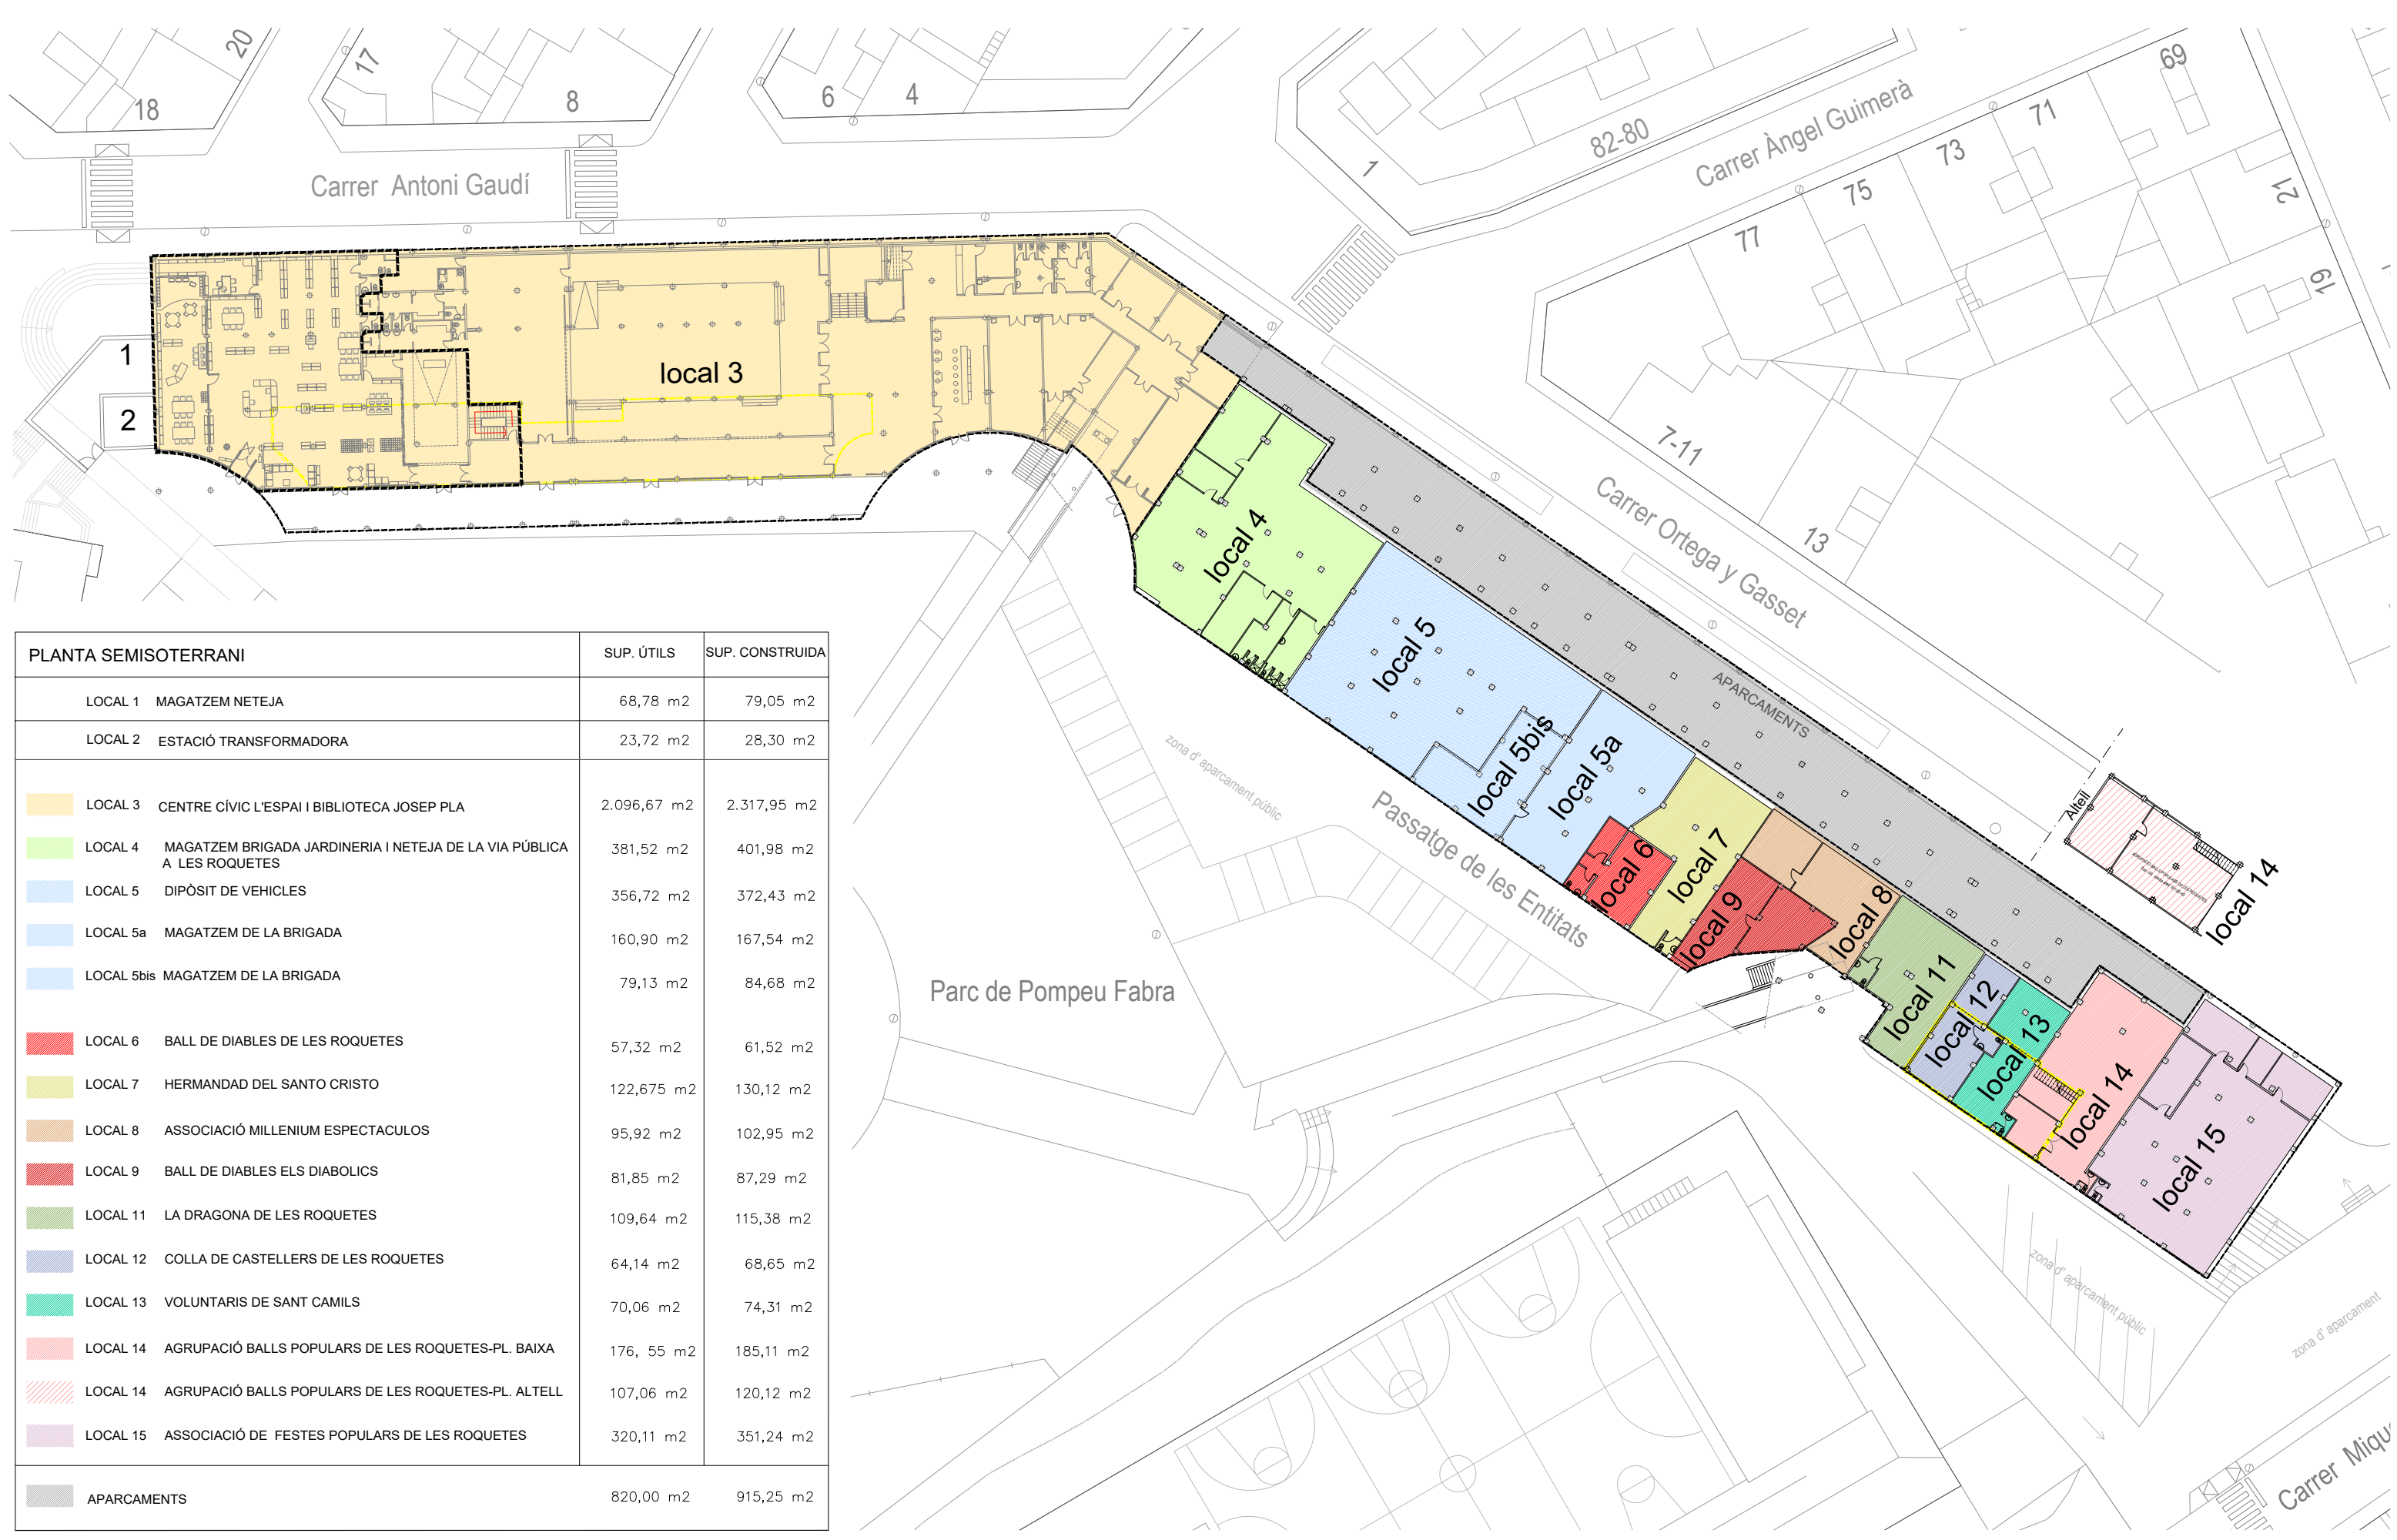 20
17
18
8
6
4
1
82-80
69
71
73
75
77
21
19
Carrer Àngel Guimerà
Carrer Antoni Gaudí
1
2
local 3
7-11
13
Carrer Ortega y Gasset
local 4
local 5
local 5bis
local 5a
APARCAMENTS
local 6
local 7
local 9
local 8
local 11
local 12
local 13
local 14
local 15
Altell
local 14
zona d' aparcament públic
Passatge de les Entitats
Parc de Pompeu Fabra
zona d' aparcament públic
zona d' aparcament
Carrer Miqu
PLANTA SEMISOTERRANI SUP. ÚTILS SUP. CONSTRUIDA
LOCAL 1 MAGATZEM NETEJA 68,78 m2 79,05 m2
LOCAL 2 ESTACIÓ TRANSFORMADORA 23,72 m2 28,30 m2
LOCAL 3 CENTRE CÍVIC L'ESPAI I BIBLIOTECA JOSEP PLA 2.096,67 m2 2.317,95 m2
LOCAL 4 MAGATZEM BRIGADA JARDINERIA I NETEJA DE LA VIA PÚBLICA 381,52 m2 401,98 m2
A LES ROQUETES
LOCAL 5 DIPÒSIT DE VEHICLES 356,72 m2 372,43 m2
LOCAL 5a MAGATZEM DE LA BRIGADA 160,90 m2 167,54 m2
LOCAL 5bis MAGATZEM DE LA BRIGADA 79,13 m2 84,68 m2
LOCAL 6 BALL DE DIABLES DE LES ROQUETES 57,32 m2 61,52 m2
LOCAL 7 HERMANDAD DEL SANTO CRISTO 122,675 m2 130,12 m2
LOCAL 8 ASSOCIACIÓ MILLENIUM ESPECTACULOS 95,92 m2 102,95 m2
LOCAL 9 BALL DE DIABLES ELS DIABOLICS 81,85 m2 87,29 m2
LOCAL 11 LA DRAGONA DE LES ROQUETES 109,64 m2 115,38 m2
LOCAL 12 COLLA DE CASTELLERS DE LES ROQUETES 64,14 m2 68,65 m2
LOCAL 13 VOLUNTARIS DE SANT CAMILS 70,06 m2 74,31 m2
LOCAL 14 AGRUPACIÓ BALLS POPULARS DE LES ROQUETES-PL. BAIXA 176, 55 m2 185,11 m2
LOCAL 14 AGRUPACIÓ BALLS POPULARS DE LES ROQUETES-PL. ALTELL 107,06 m2 120,12 m2
LOCAL 15 ASSOCIACIÓ DE FESTES POPULARS DE LES ROQUETES 320,11 m2 351,24 m2
APARCAMENTS 820,00 m2 915,25 m2